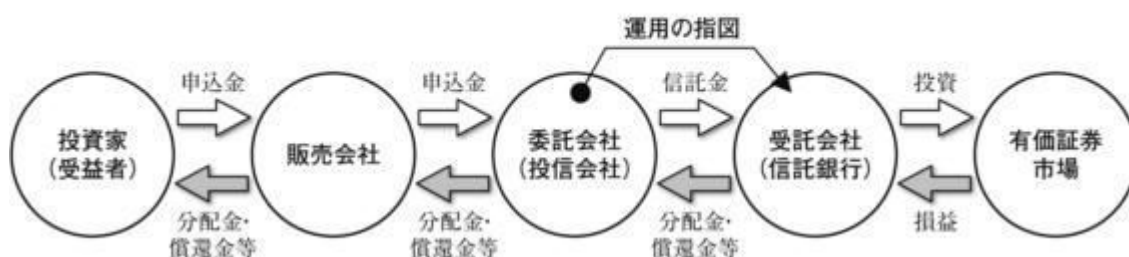 運用の指図
申込金
申込金
信託金
投資
投資家
(受益者)
販売会社
委託会社
(投信会社)
受託会社
(信託銀行)
有価証券
市場
分配金・
償還金等
分配金・
償還金等
分配金・
償還金等
損益